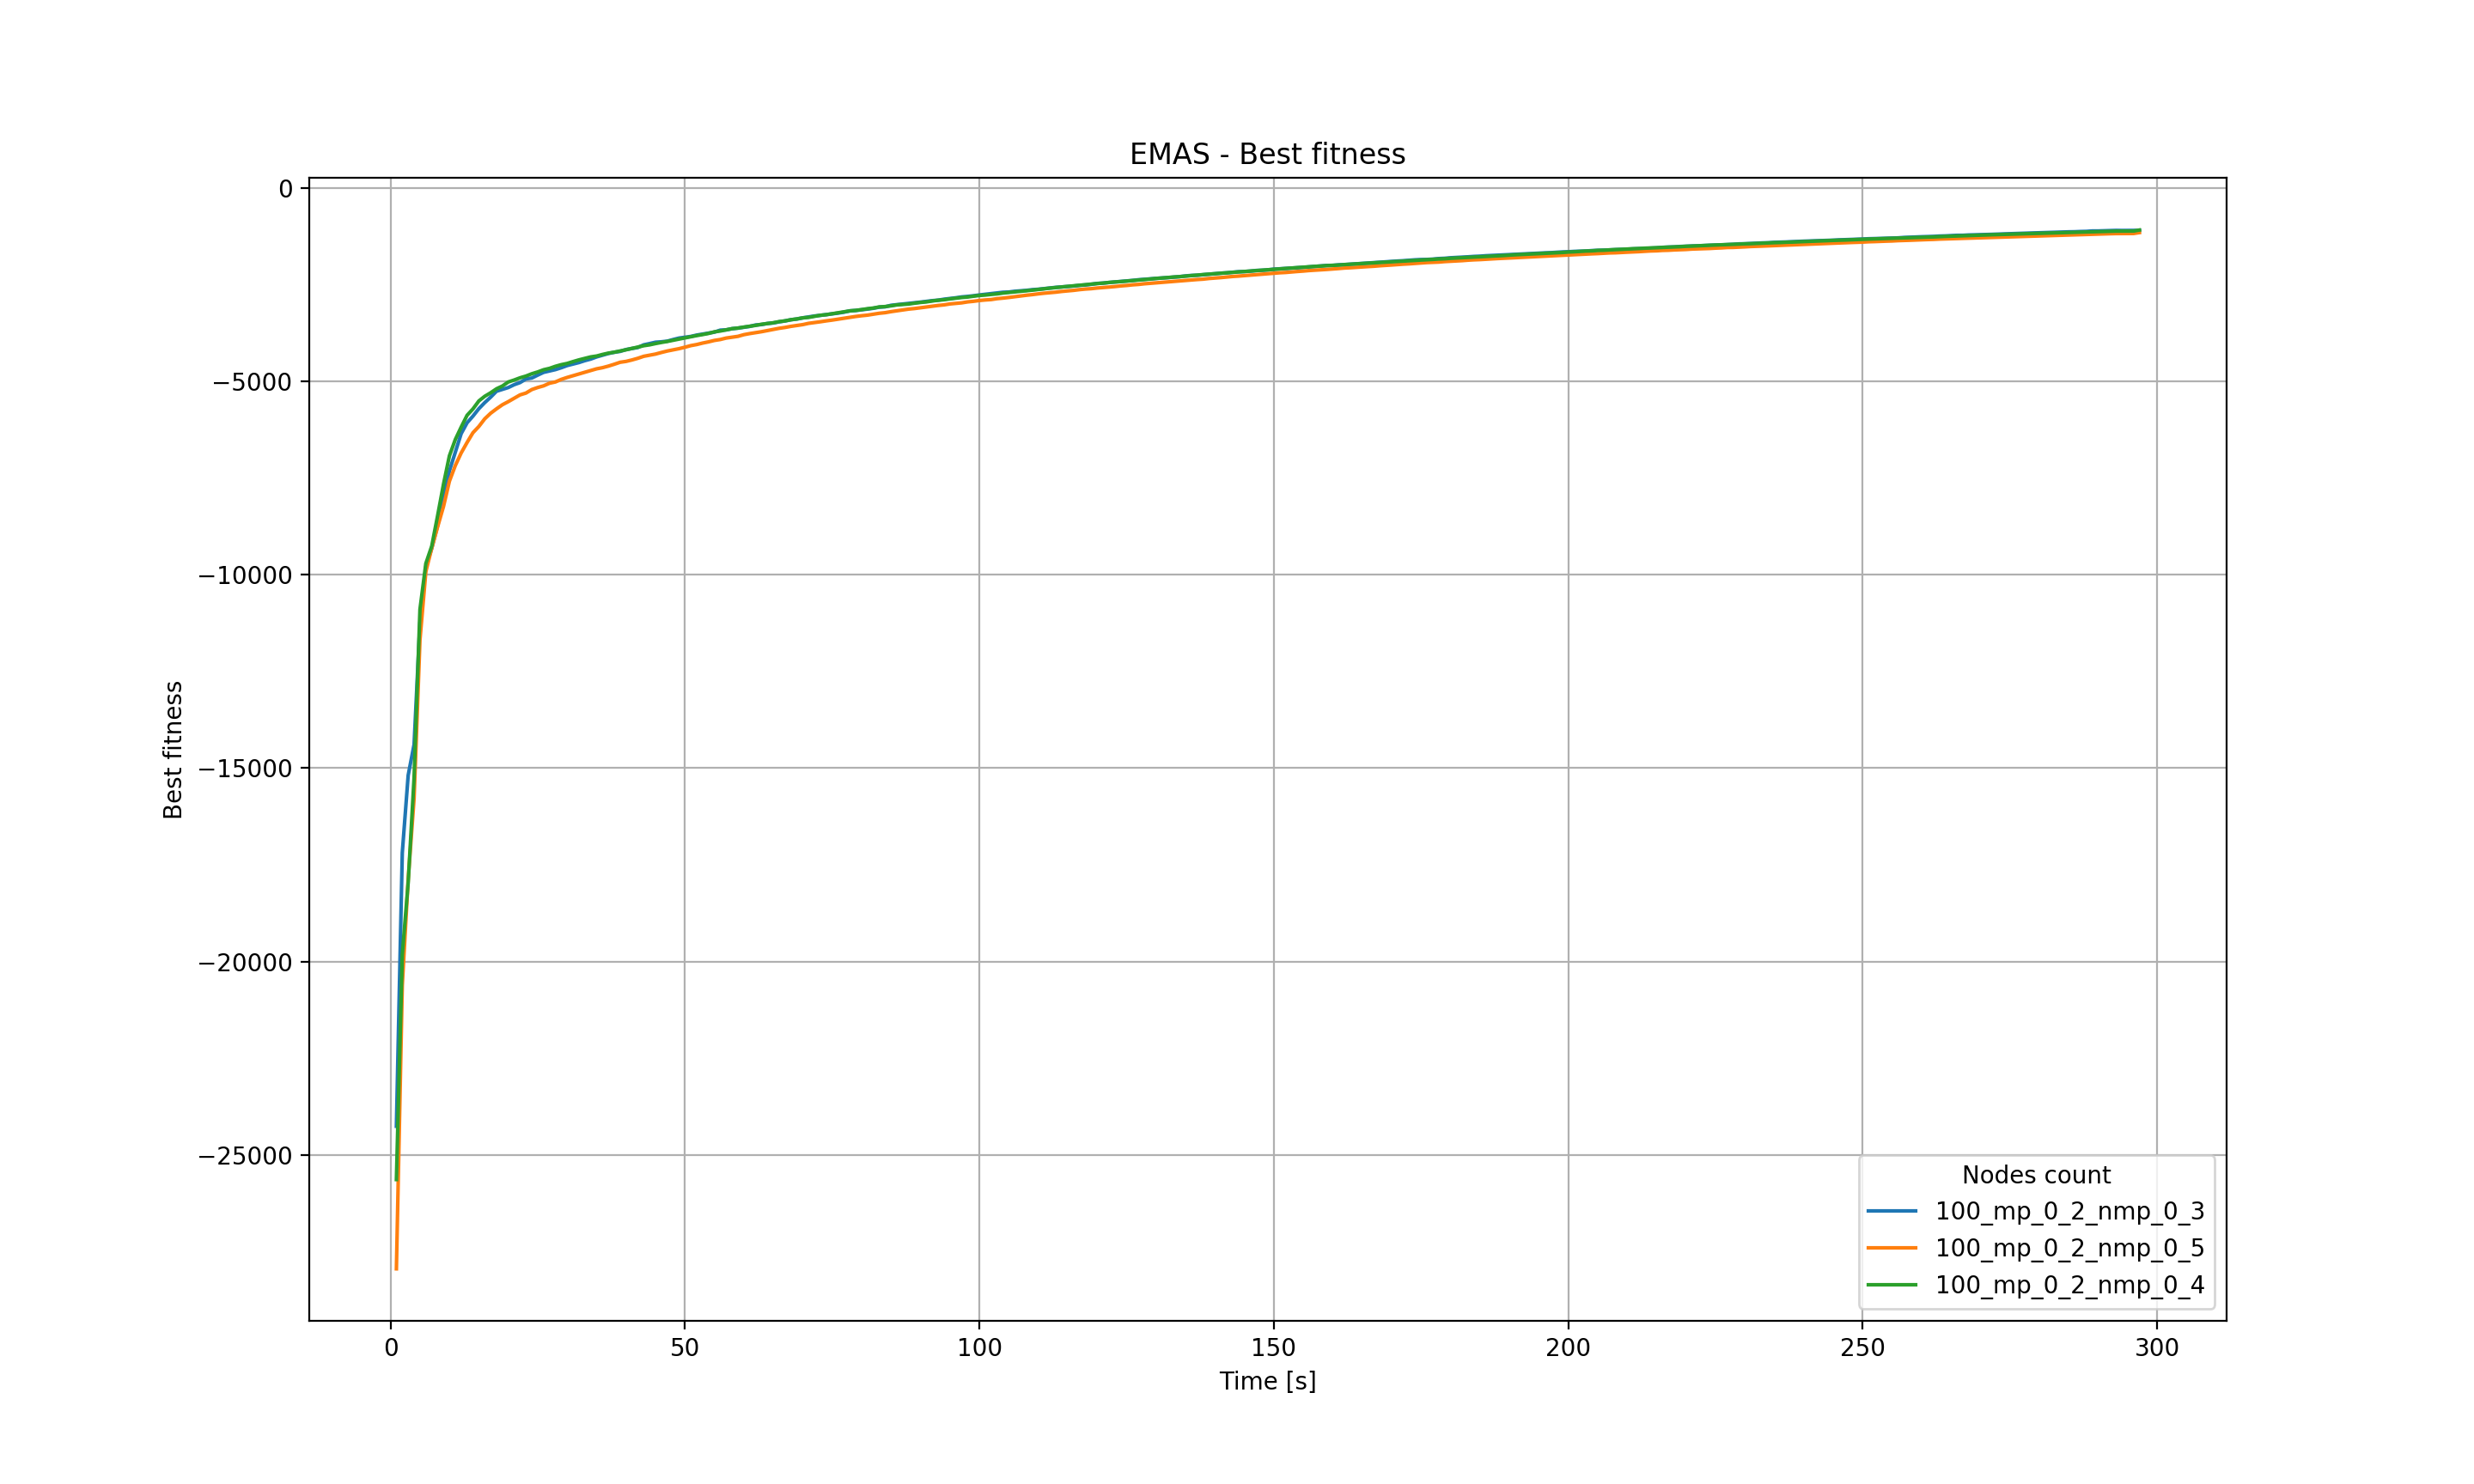 EMAS - Best fitness
0
−5000
−10000
−15000
−20000
−25000
Best fitness
0 50 100 150 200 250 300
Time [s]
Nodes count
100_mp_0_2_nmp_0_3
100_mp_0_2_nmp_0_5
100_mp_0_2_nmp_0_4